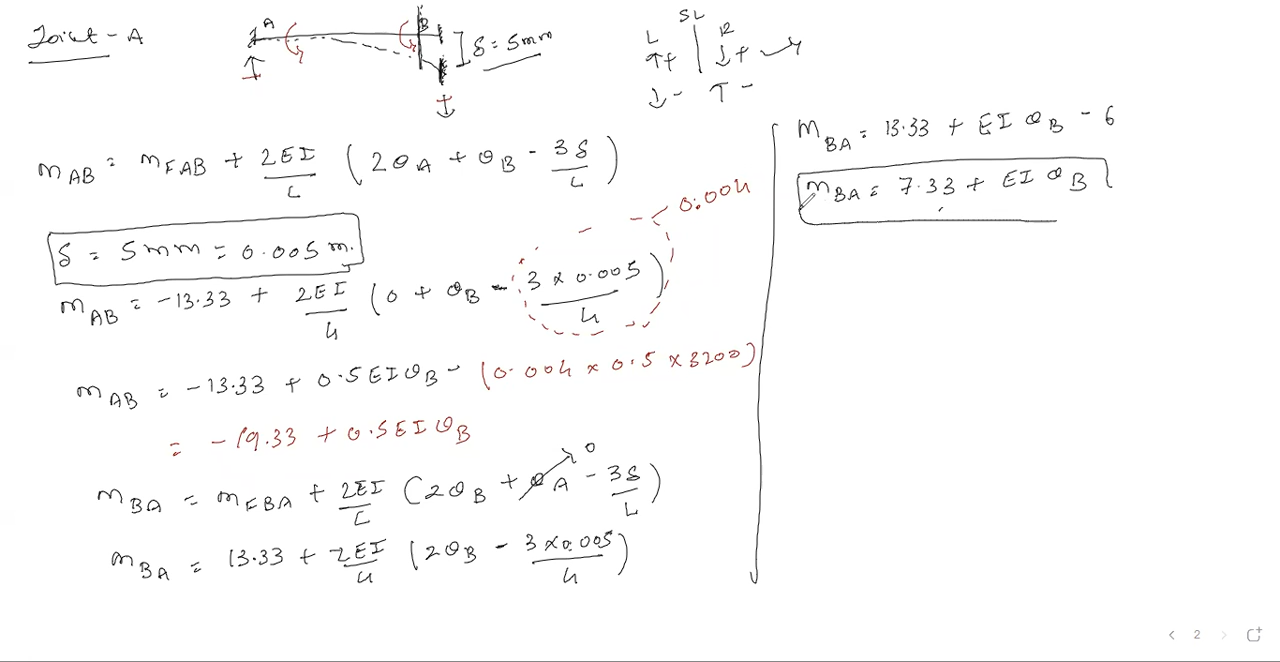 Joint - A
A B
δ = 5mm
SL
L R
↑+ ↓+
↓- ↑-
M_AB = M_FAB + 2EI/L (2θ_A + θ_B - 3δ/L)
0.004
δ = 5mm = 0.005 m.
M_AB = -13.33 + 2EI/4 (0 + θ_B - 3 x 0.005/4)
M_AB = -13.33 + 0.5EIθ_B - (0.004 x 0.5 x 3200)
= -19.33 + 0.5EIθ_B
M_BA = M_FBA + 2EI/L (2θ_B + θ_A - 3δ/L)
0
M_BA = 13.33 + 2EI/4 (2θ_B - 3 x 0.005/4)
M_BA = 13.33 + EIθ_B - 6
M_BA = 7.33 + EIθ_B
2